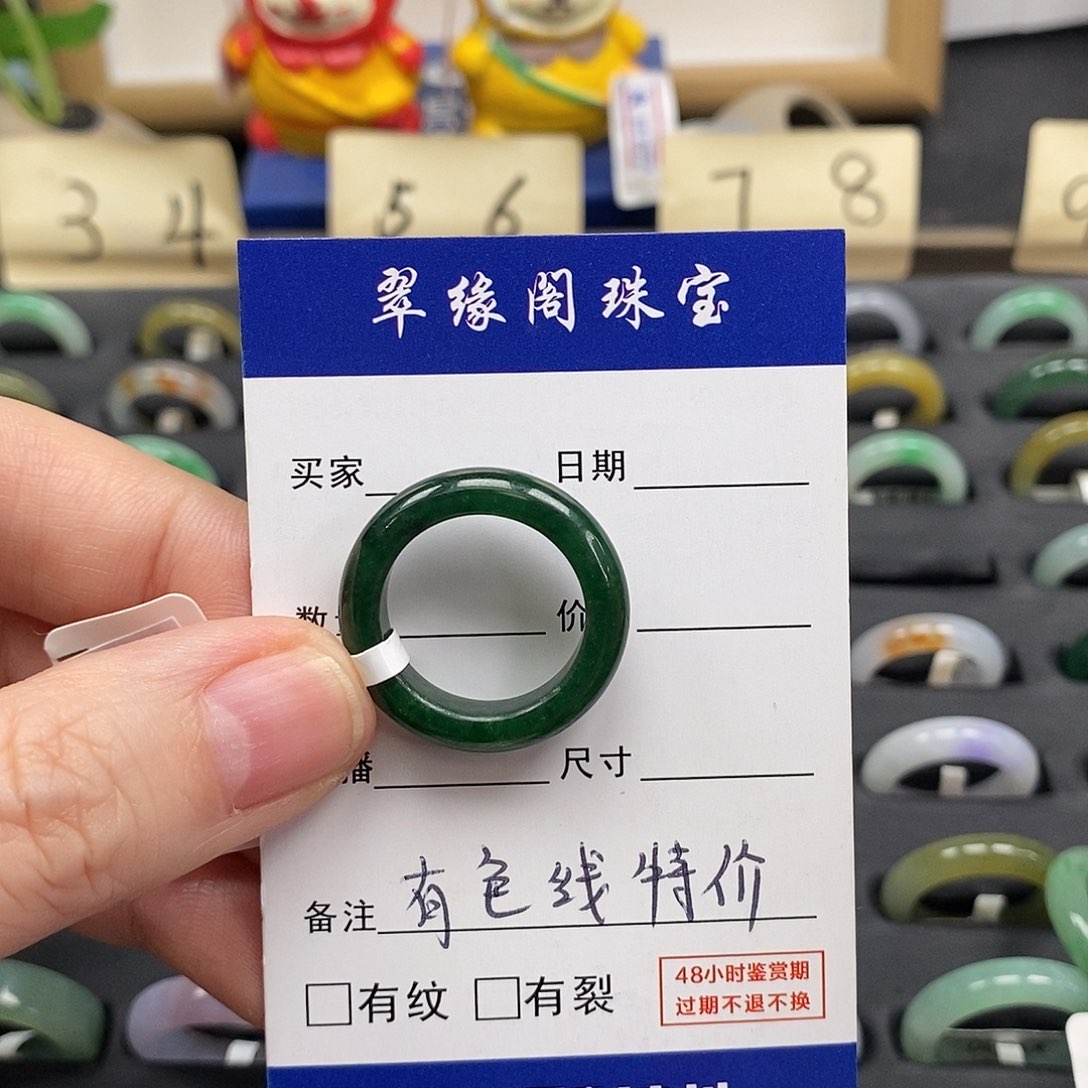 3 4 5 6 7 8
翠缘阁珠宝
买家 日期
数 价
播 尺寸
备注 有色线特价
□有纹 □有裂
48小时鉴赏期
过期不退不换